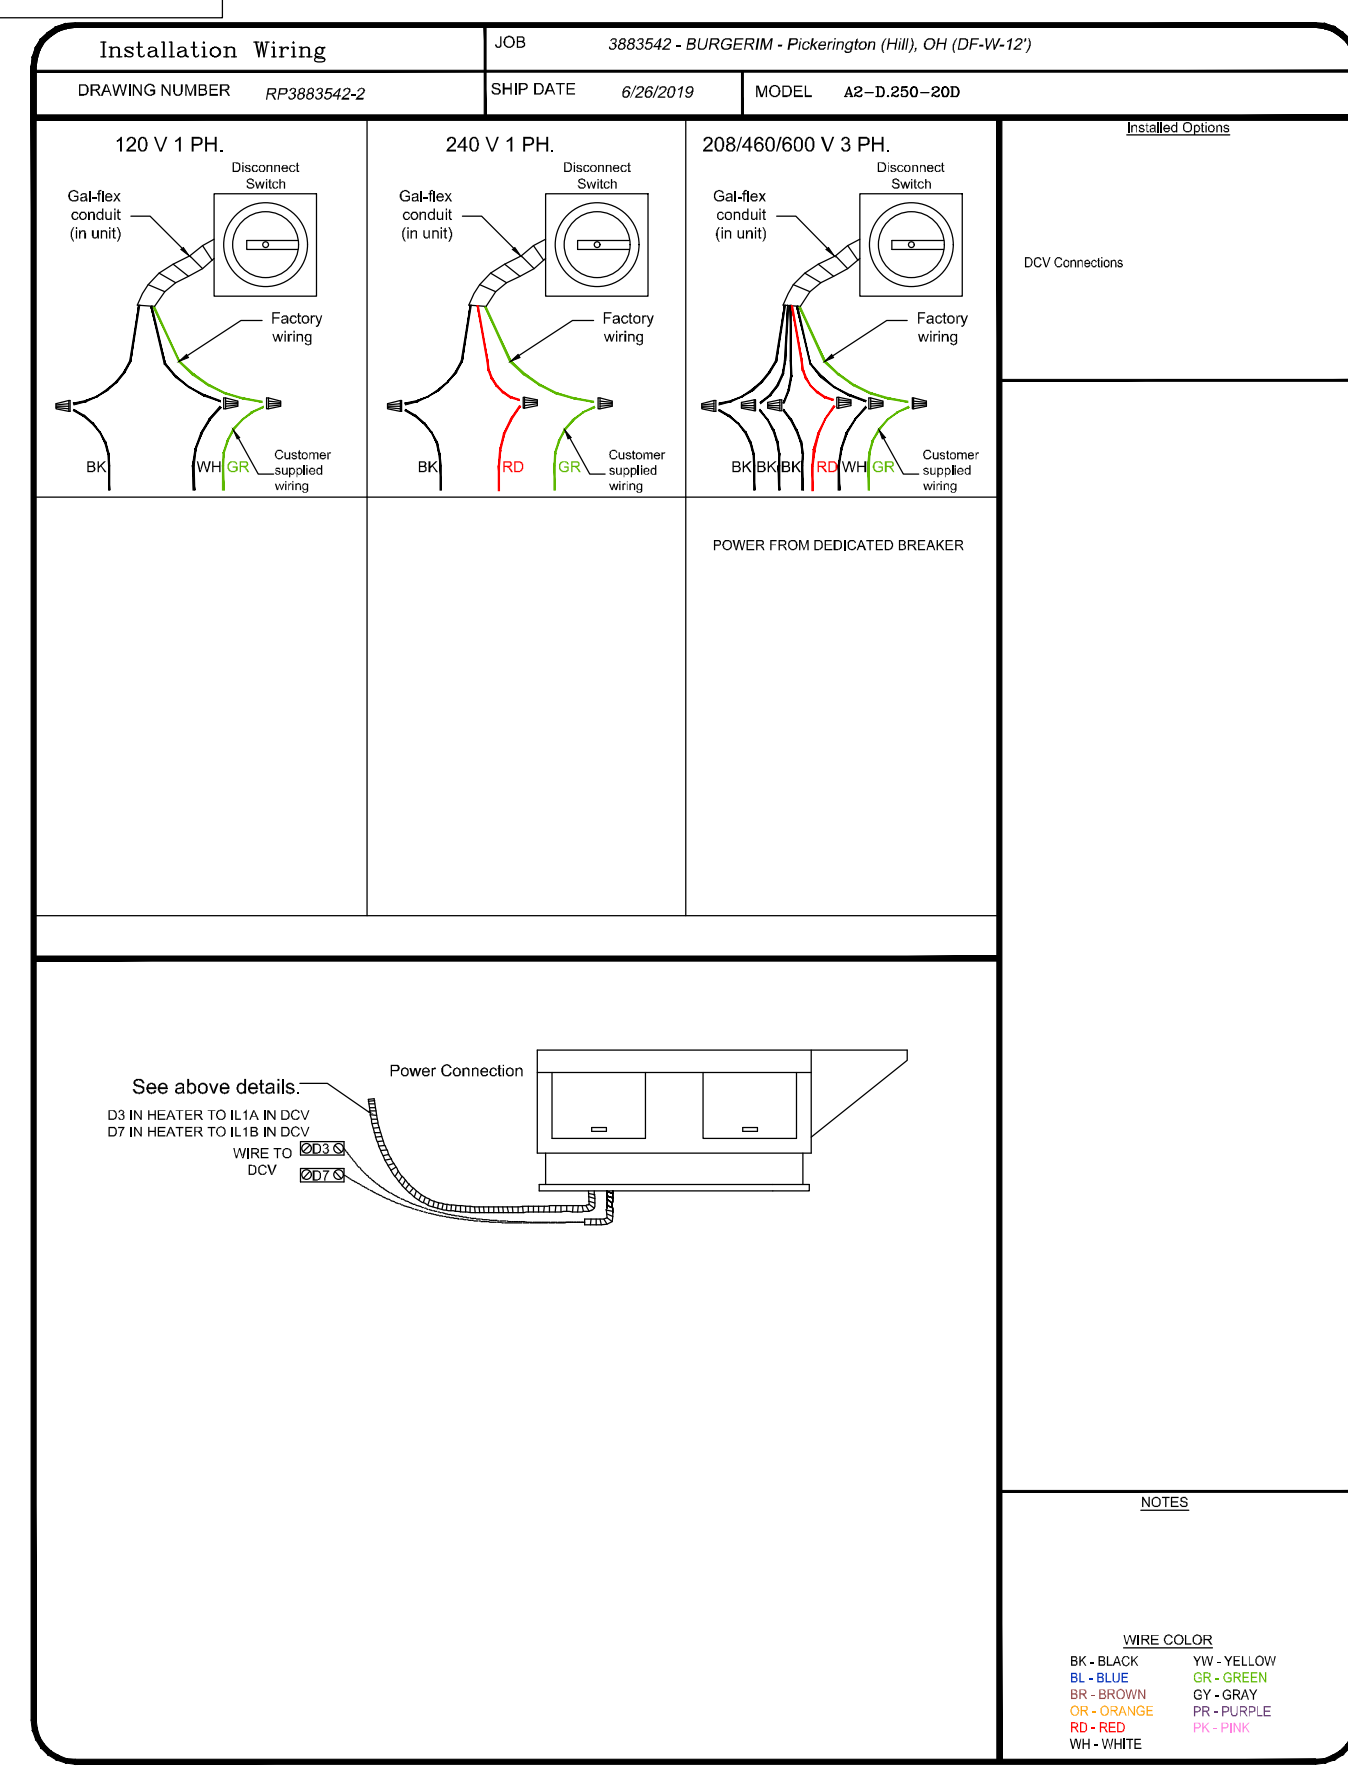 Installation Wiring
JOB
3883542 - BURGERIM - Pickerington (Hill), OH (DF-W-12')
DRAWING NUMBER
RP3883542-2
SHIP DATE
6/26/2019
MODEL
A2-D.250-20D
120 V 1 PH.
Disconnect
Switch
Gal-flex
conduit
(in unit)
Factory
wiring
BK
WH
GR
Customer
supplied
wiring
240 V 1 PH.
Disconnect
Switch
Gal-flex
conduit
(in unit)
Factory
wiring
BK
RD
GR
Customer
supplied
wiring
208/460/600 V 3 PH.
Disconnect
Switch
Gal-flex
conduit
(in unit)
Factory
wiring
BK
BK
BK
RD
WH
GR
Customer
supplied
wiring
POWER FROM DEDICATED BREAKER
Installed Options
DCV Connections
Power Connection
See above details.
D3 IN HEATER TO IL1A IN DCV
D7 IN HEATER TO IL1B IN DCV
WIRE TO
DCV
D3
D7
NOTES
WIRE COLOR
BK - BLACK
BL - BLUE
BR - BROWN
OR - ORANGE
RD - RED
WH - WHITE
YW - YELLOW
GR - GREEN
GY - GRAY
PR - PURPLE
PK - PINK